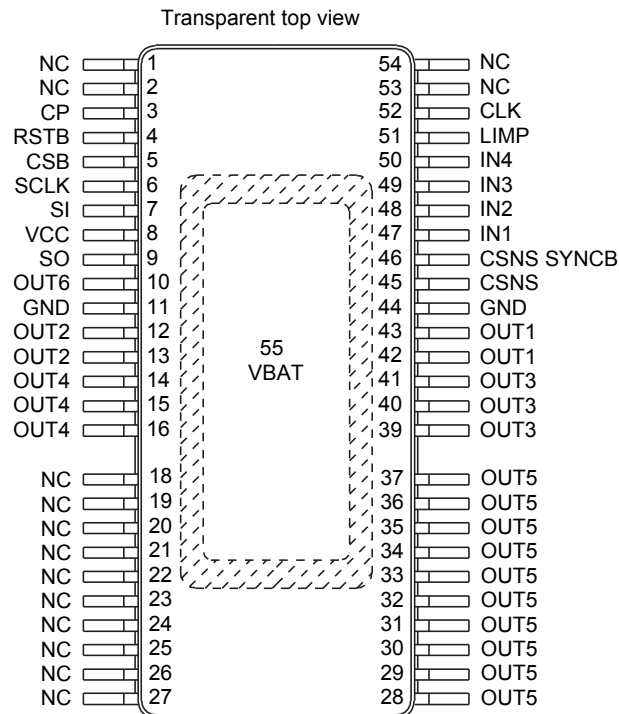 Transparent top view
NC 1 54 NC
NC 2 53 NC
CP 3 52 CLK
RSTB 4 51 LIMP
CSB 5 50 IN4
SCLK 6 49 IN3
SI 7 48 IN2
VCC 8 47 IN1
SO 9 46 CSNS SYNCB
OUT6 10 45 CSNS
GND 11 44 GND
OUT2 12 43 OUT1
OUT2 13 42 OUT1
55
VBAT
OUT4 14 41 OUT3
OUT4 15 40 OUT3
OUT4 16 39 OUT3
NC 18 37 OUT5
NC 19 36 OUT5
NC 20 35 OUT5
NC 21 34 OUT5
NC 22 33 OUT5
NC 23 32 OUT5
NC 24 31 OUT5
NC 25 30 OUT5
NC 26 29 OUT5
NC 27 28 OUT5